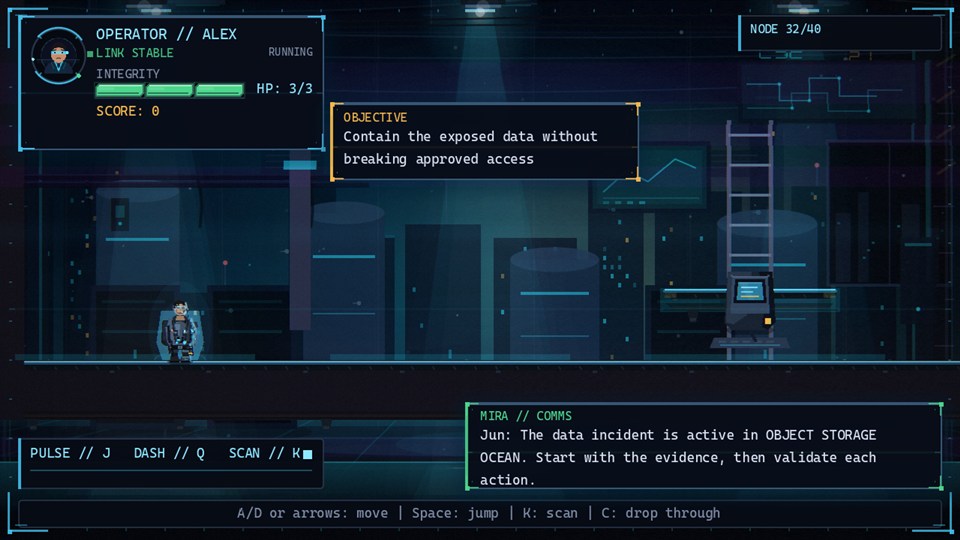 OPERATOR // ALEX
LINK STABLE
RUNNING
INTEGRITY
HP: 3/3
SCORE: 0
NODE 32/40
OBJECTIVE
Contain the exposed data without
breaking approved access
MIRA // COMMS
Jun: The data incident is active in OBJECT STORAGE
OCEAN. Start with the evidence, then validate each
action.
PULSE // J DASH // Q SCAN // K
A/D or arrows: move | Space: jump | K: scan | C: drop through